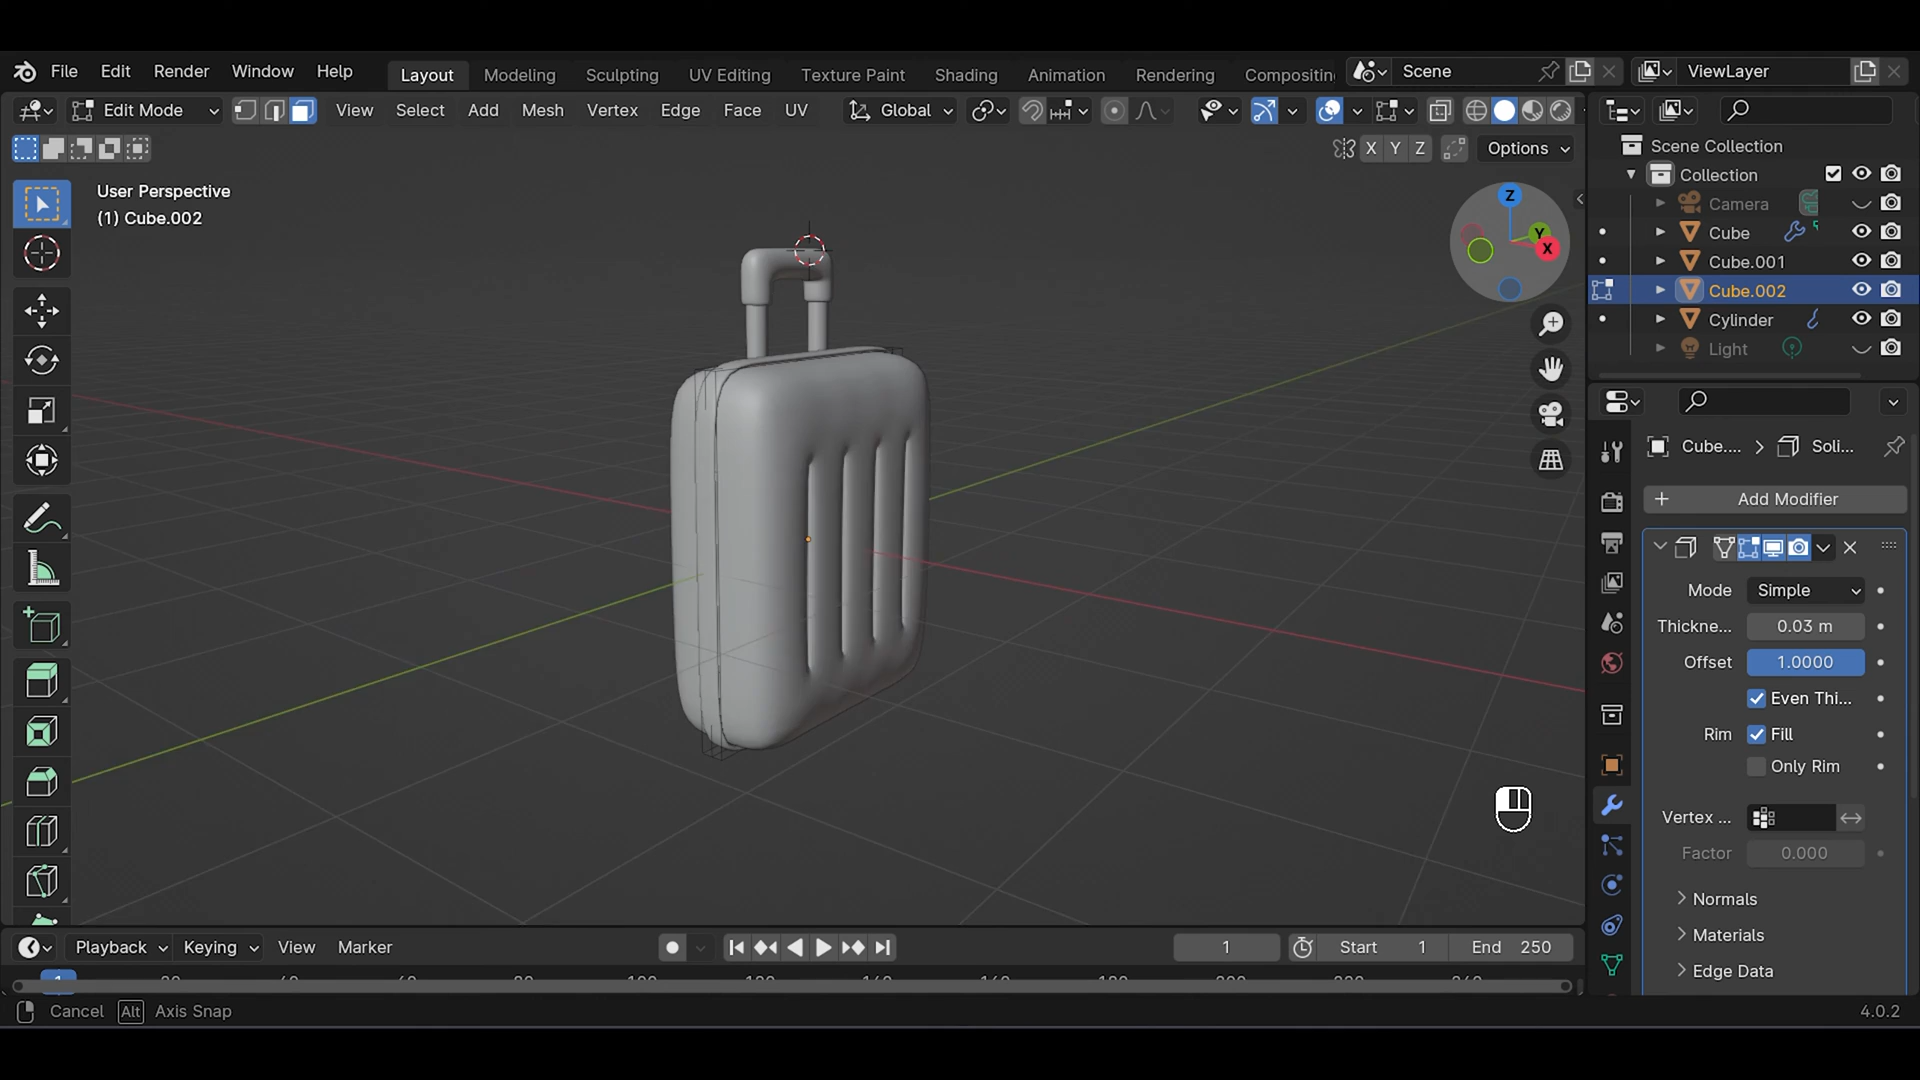 File Edit Render Window Help Layout Modeling Sculpting UV Editing Texture Paint Shading Animation Rendering Compositin Scene ViewLayer
Edit Mode View Select Add Mesh Vertex Edge Face UV Global
X Y Z Options
User Perspective
(1) Cube.002
Z
Y
X
Scene Collection
Collection
Camera
Cube
Cube.001
Cube.002
Cylinder
Light
Cube.... > Soli...
+ Add Modifier
Mode Simple
Thickne... 0.03 m
Offset 1.0000
Even Thi...
Rim Fill
Only Rim
Vertex ...
Factor 0.000
Normals
Materials
Edge Data
Playback Keying View Marker 1 Start 1 End 250
1
Cancel Alt Axis Snap 4.0.2